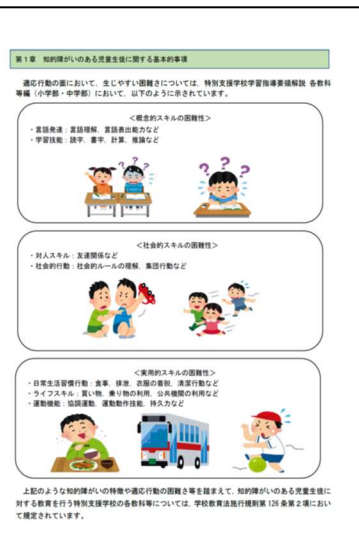 第１章　知的障がいのある児童生徒に関する基本的事項
適応行動の面において，生じやすい困難さについては，特別支援学校学習指導要領解説 各教科
等編（小学部・中学部）において，以下のように示されています。
＜概念的スキルの困難性＞
・言語発達：言語理解，言語表出能力など
・学習技能：読字，書字，計算，推論など
＜社会的スキルの困難性＞
・対人スキル：友達関係など
・社会的行動：社会的ルールの理解，集団行動など
＜実用的スキルの困難性＞
・日常生活習慣行動：食事，排泄，衣服の着脱，清潔行動など
・ライフスキル：買い物，乗り物の利用，公共機関の利用など
・運動機能：協調運動，運動動作技能，持久力など
上記のような知的障がいの特徴や適応行動の困難さ等を踏まえて，知的障がいのある児童生徒に
対する教育を行う特別支援学校の各教科等については，学校教育法施行規則第 126 条第２項におい
て規定されています。